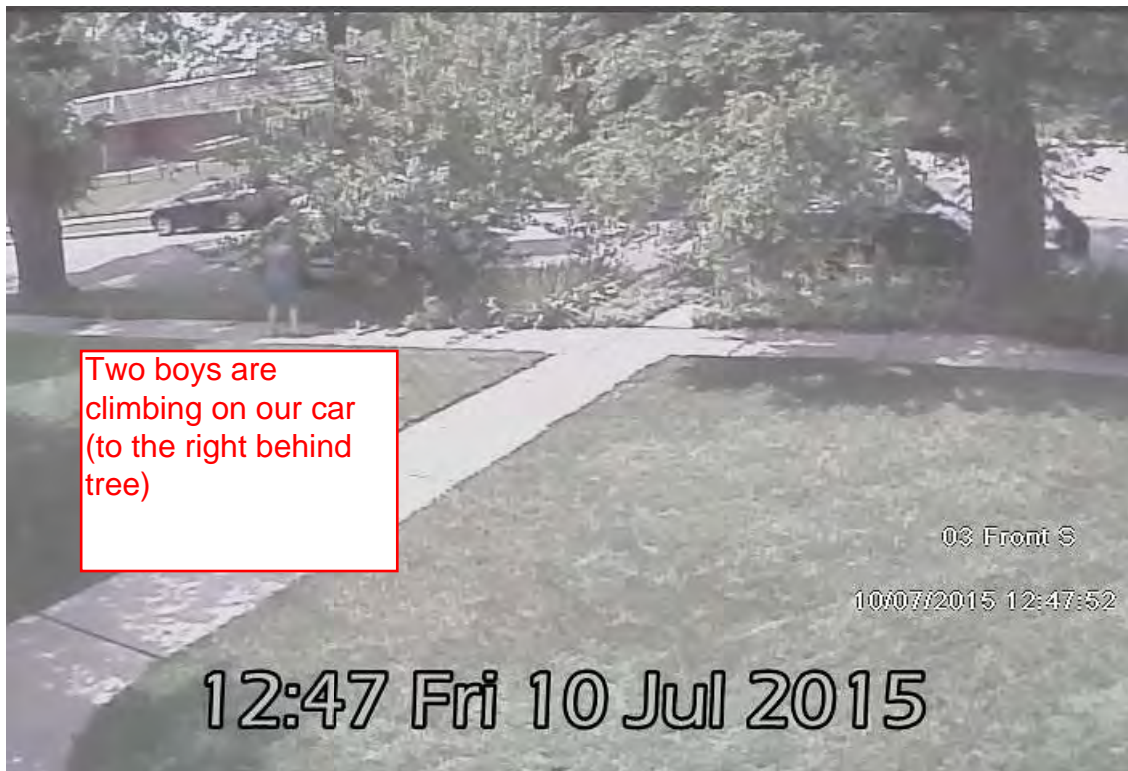 Two boys are
climbing on our car
(to the right behind
tree)
03 Front S
10/07/2015 12:47:52
12:47 Fri 10 Jul 2015